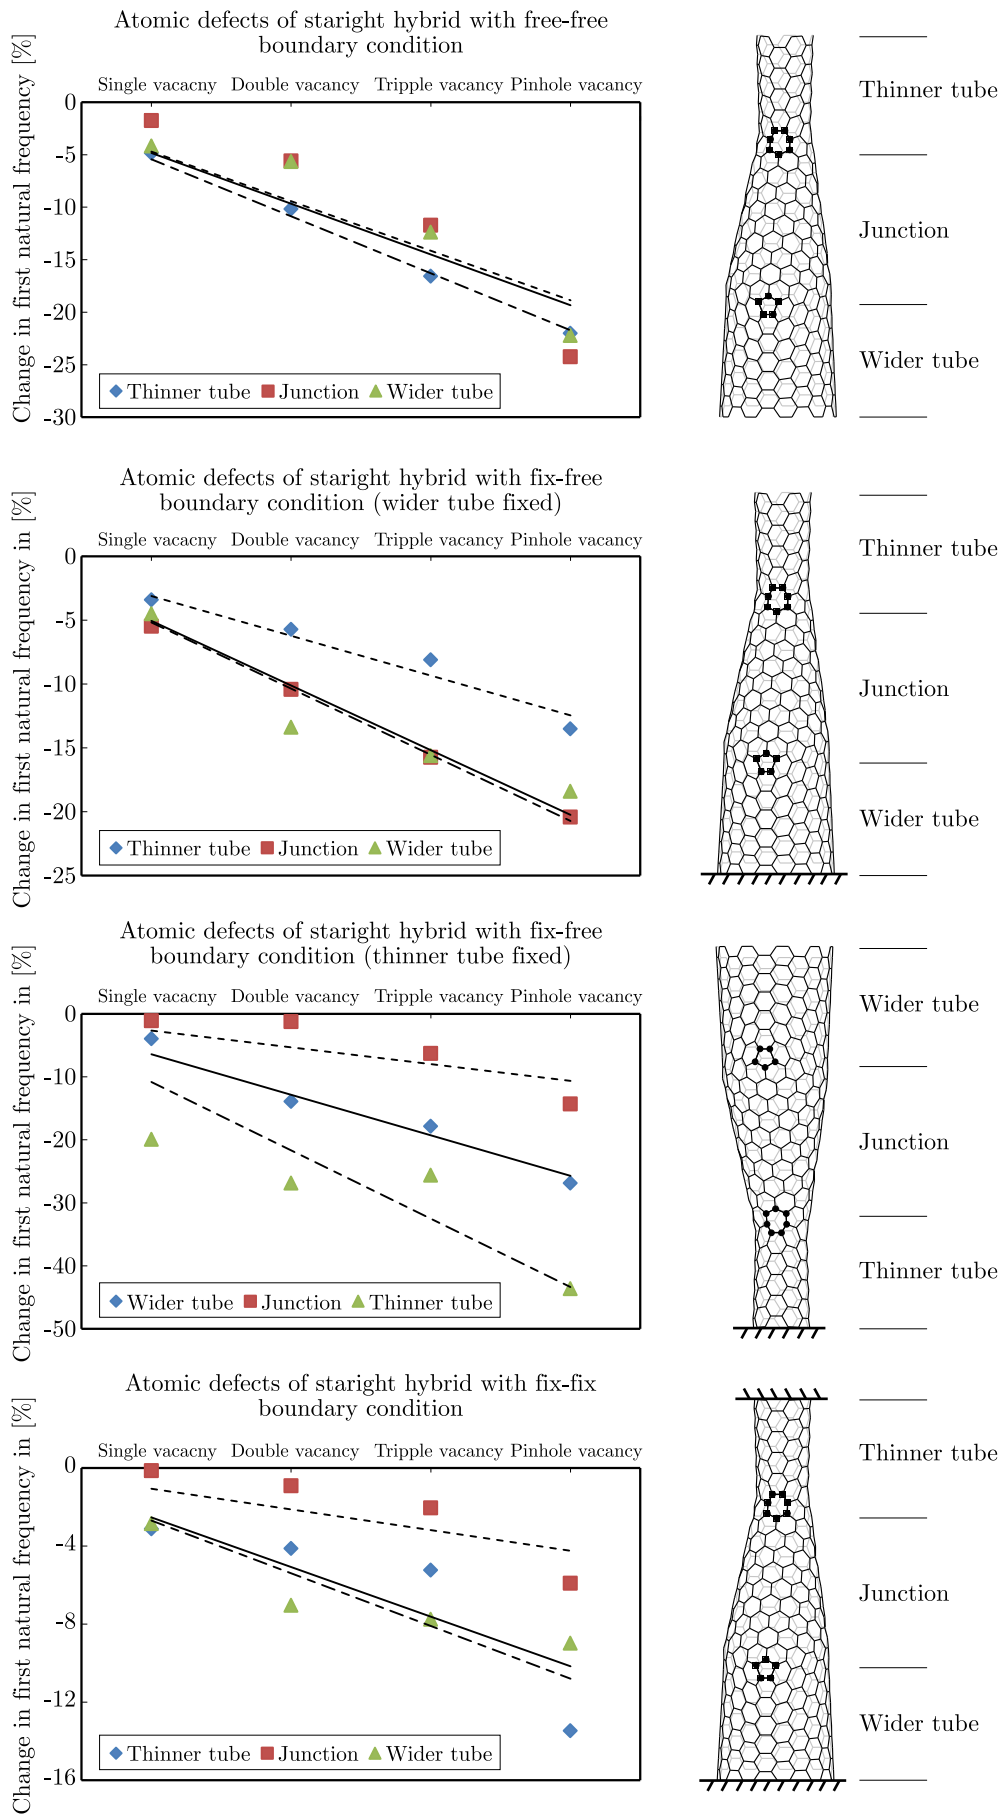 Atomic defects of staright hybrid with free-free
boundary condition
Change in first natural frequency [%]
Single vacacny Double vacancy Tripple vacancy Pinhole vacancy
0
-5
-10
-15
-20
-25
-30
Thinner tube Junction Wider tube
Thinner tube
Junction
Wider tube
Atomic defects of staright hybrid with fix-free
boundary condition (wider tube fixed)
Change in first natural frequency in [%]
Single vacacny Double vacancy Tripple vacancy Pinhole vacancy
0
-5
-10
-15
-20
-25
Thinner tube Junction Wider tube
Thinner tube
Junction
Wider tube
Atomic defects of staright hybrid with fix-free
boundary condition (thinner tube fixed)
Change in first natural frequency in [%]
Single vacacny Double vacancy Tripple vacancy Pinhole vacancy
0
-10
-20
-30
-40
-50
Wider tube Junction Thinner tube
Wider tube
Junction
Thinner tube
Atomic defects of staright hybrid with fix-fix
boundary condition
Change in first natural frequency in [%]
Single vacacny Double vacancy Tripple vacancy Pinhole vacancy
0
-4
-8
-12
-16
Thinner tube Junction Wider tube
Thinner tube
Junction
Wider tube